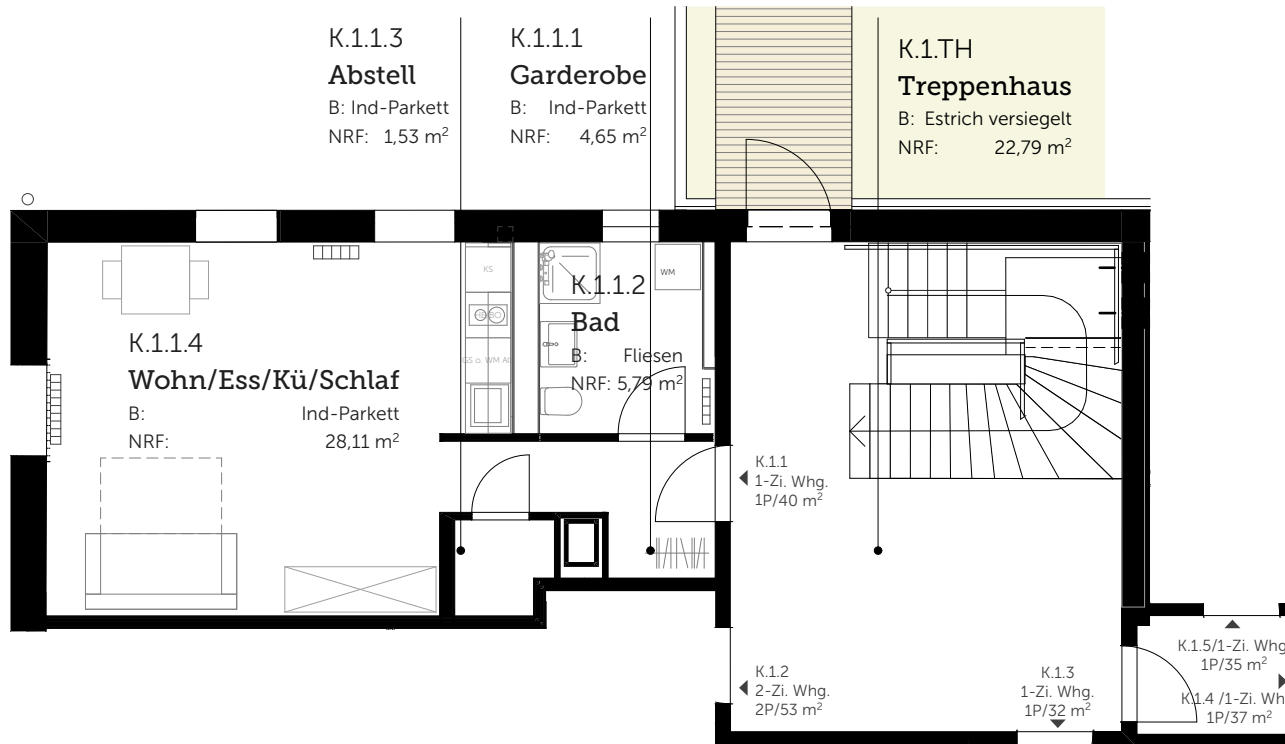 K.1.1.3
Abstell
B: Ind-Parkett
NRF: 1,53 m²
K.1.1.1
Garderobe
B: Ind-Parkett
NRF: 4,65 m²
K.1.TH
Treppenhaus
B: Estrich versiegelt
NRF: 22,79 m²
KS
WM
K.1.1.2
Bad
B: Fliesen
NRF: 5,79 m²
K.1.1.4
Wohn/Ess/Kü/Schlaf
B: Ind-Parkett
NRF: 28,11 m²
K.1.1
1-Zi. Whg.
1P/40 m²
K.1.2
2-Zi. Whg.
2P/53 m²
K.1.3
1-Zi. Whg.
1P/32 m²
K.1.5/1-Zi. Whg
1P/35 m²
K.1.4 /1-Zi. Wh
1P/37 m²